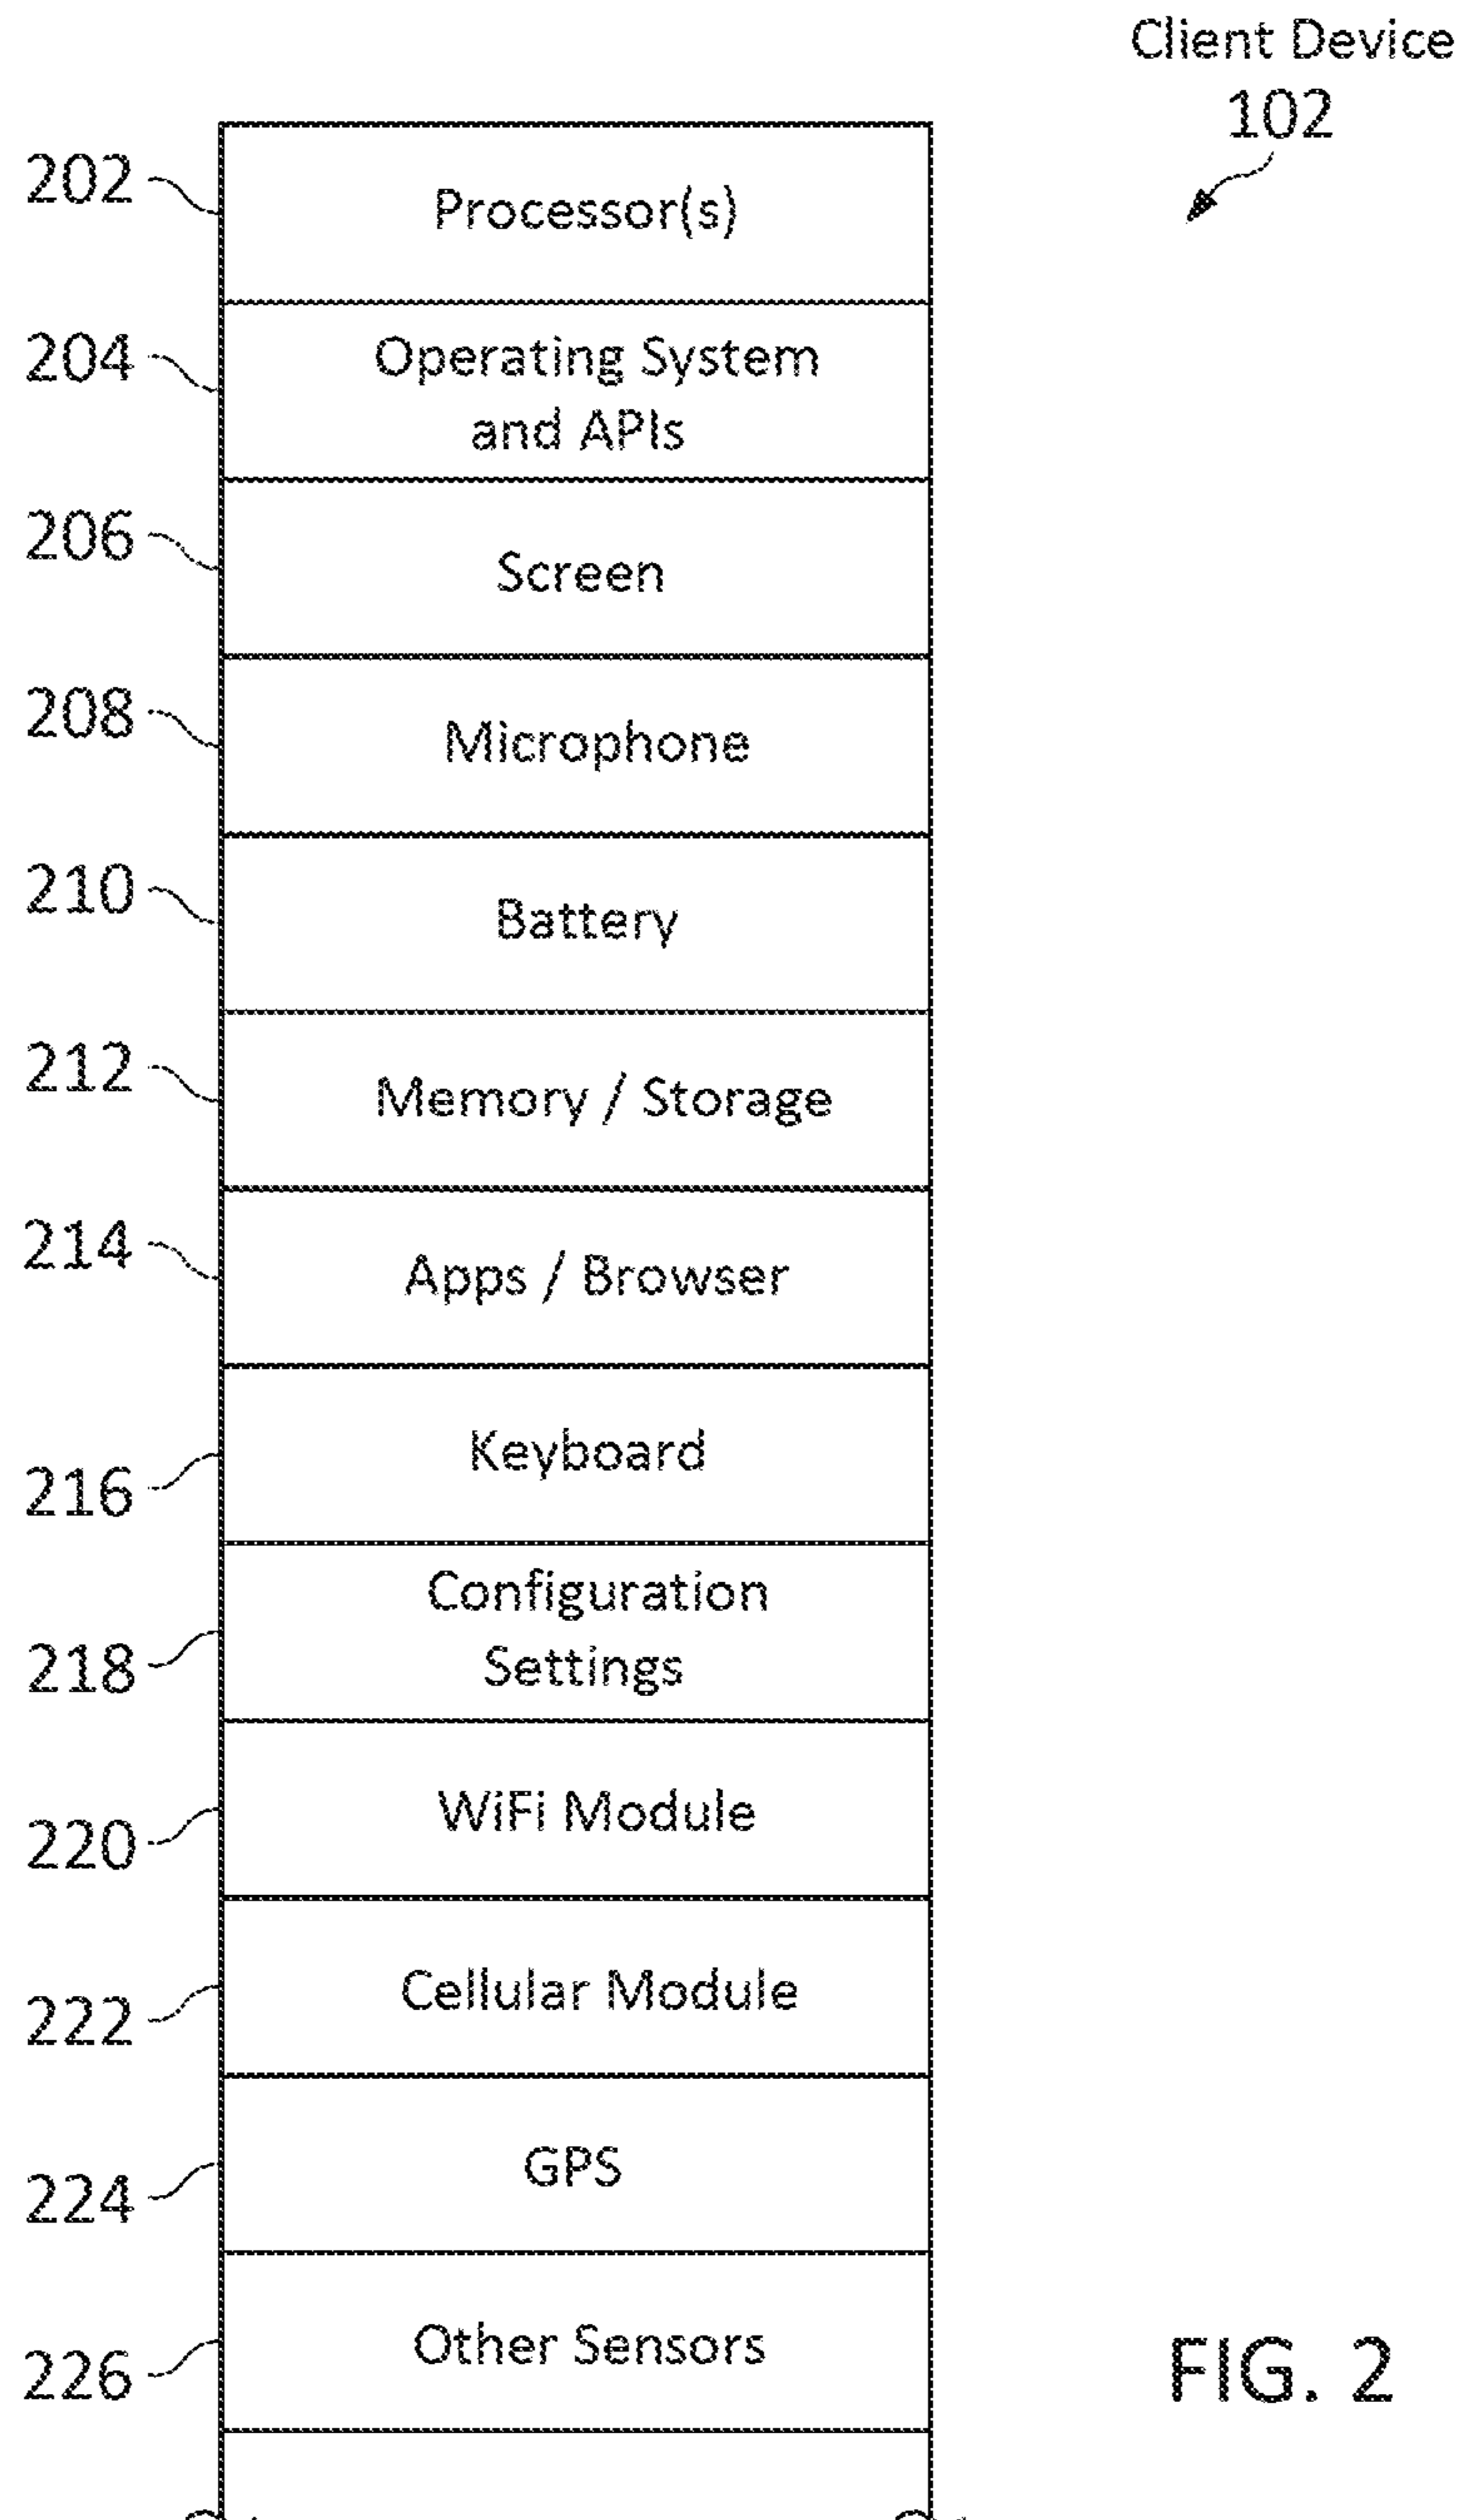 Client Device
102
202
Processor(s)
204
Operating System
and APIs
206
Screen
208
Microphone
210
Battery
212
Memory / Storage
214
Apps / Browser
216
Keyboard
218
Configuration
Settings
220
WiFi Module
222
Cellular Module
224
GPS
226
Other Sensors
FIG. 2